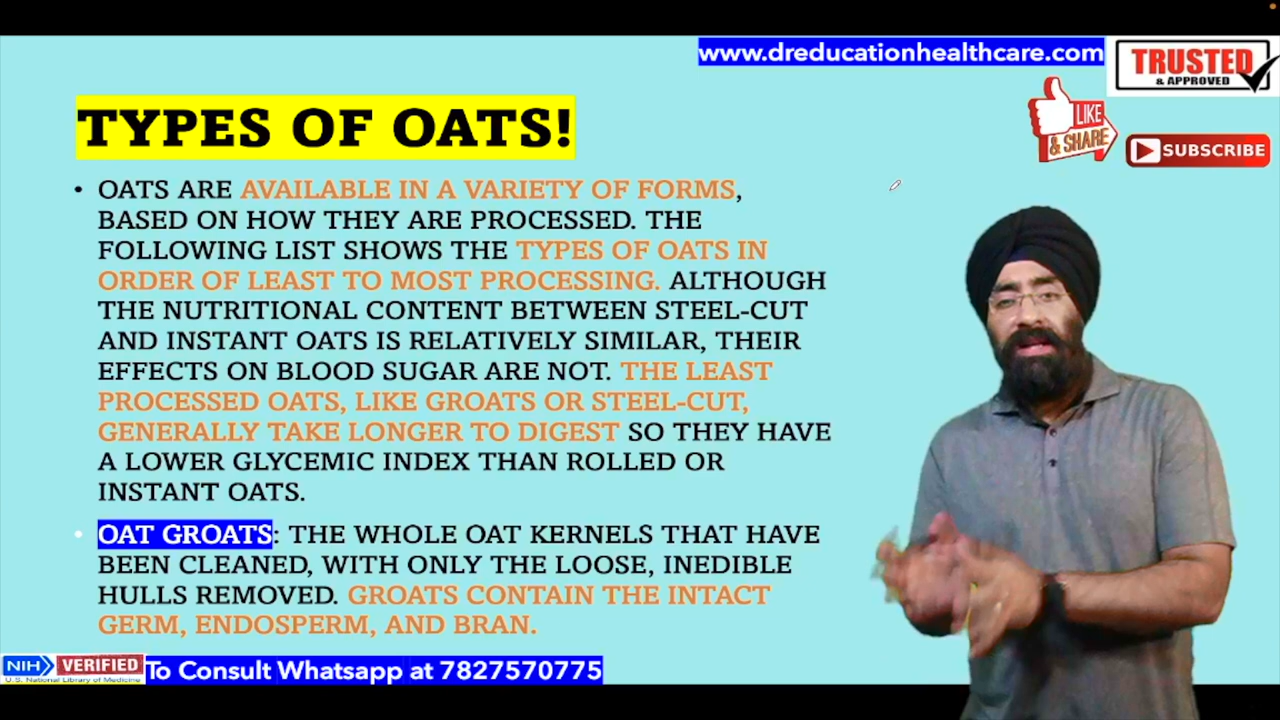 www.dreducationhealthcare.com
TRUSTED
& APPROVED
LIKE
& SHARE
SUBSCRIBE
TYPES OF OATS!
• OATS ARE AVAILABLE IN A VARIETY OF FORMS,
BASED ON HOW THEY ARE PROCESSED. THE
FOLLOWING LIST SHOWS THE TYPES OF OATS IN
ORDER OF LEAST TO MOST PROCESSING. ALTHOUGH
THE NUTRITIONAL CONTENT BETWEEN STEEL-CUT
AND INSTANT OATS IS RELATIVELY SIMILAR, THEIR
EFFECTS ON BLOOD SUGAR ARE NOT. THE LEAST
PROCESSED OATS, LIKE GROATS OR STEEL-CUT,
GENERALLY TAKE LONGER TO DIGEST SO THEY HAVE
A LOWER GLYCEMIC INDEX THAN ROLLED OR
INSTANT OATS.
• OAT GROATS: THE WHOLE OAT KERNELS THAT HAVE
BEEN CLEANED, WITH ONLY THE LOOSE, INEDIBLE
HULLS REMOVED. GROATS CONTAIN THE INTACT
GERM, ENDOSPERM, AND BRAN.
NIH VERIFIED
U.S. National Library of Medicine
To Consult Whatsapp at 7827570775